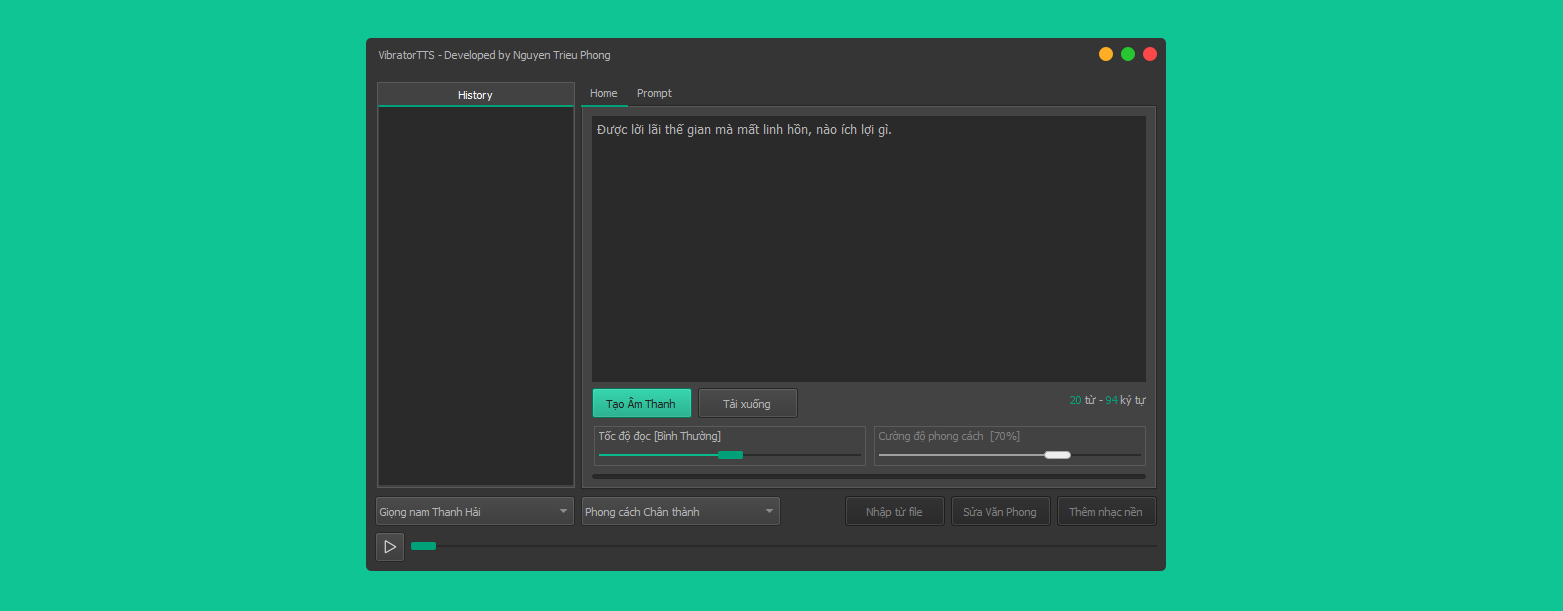 VibratorTTS - Developed by Nguyen Trieu Phong
History
Home Prompt
Được lời lãi thế gian mà mất linh hồn, nào ích lợi gì.
Tạo Âm Thanh Tải xuống 20 từ - 94 ký tự
Tốc độ đọc [Bình Thường] Cường độ phong cách [70%]
Giọng nam Thanh Hải Phong cách Chân thành Nhập từ file Sửa Văn Phong Thêm nhạc nền